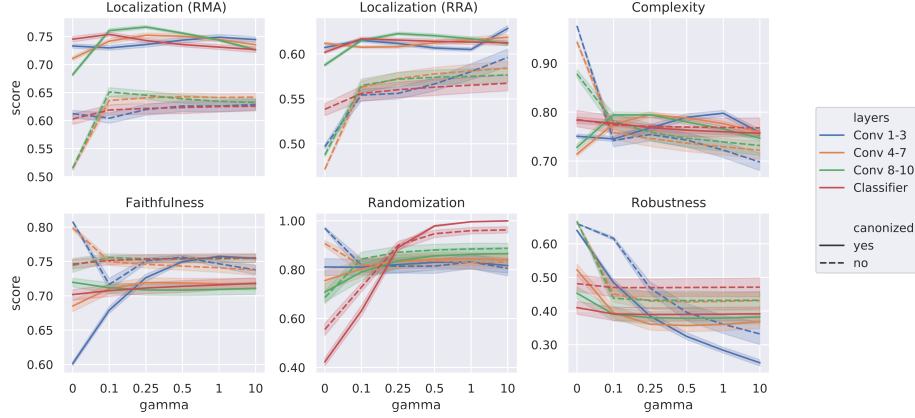 Localization (RMA)
Localization (RRA)
Complexity
score
0.75
0.70
0.65
0.60
0.55
0.50
0.60
0.55
0.50
0.90
0.80
0.70
layers
Conv 1-3
Conv 4-7
Conv 8-10
Classifier
canonized
yes
no
Faithfulness
Randomization
Robustness
score
0.80
0.75
0.70
0.65
0.60
1.00
0.80
0.60
0.40
0.60
0.50
0.40
0.30
0 0.1 0.25 0.5 1 10
0 0.1 0.25 0.5 1 10
0 0.1 0.25 0.5 1 10
gamma
gamma
gamma